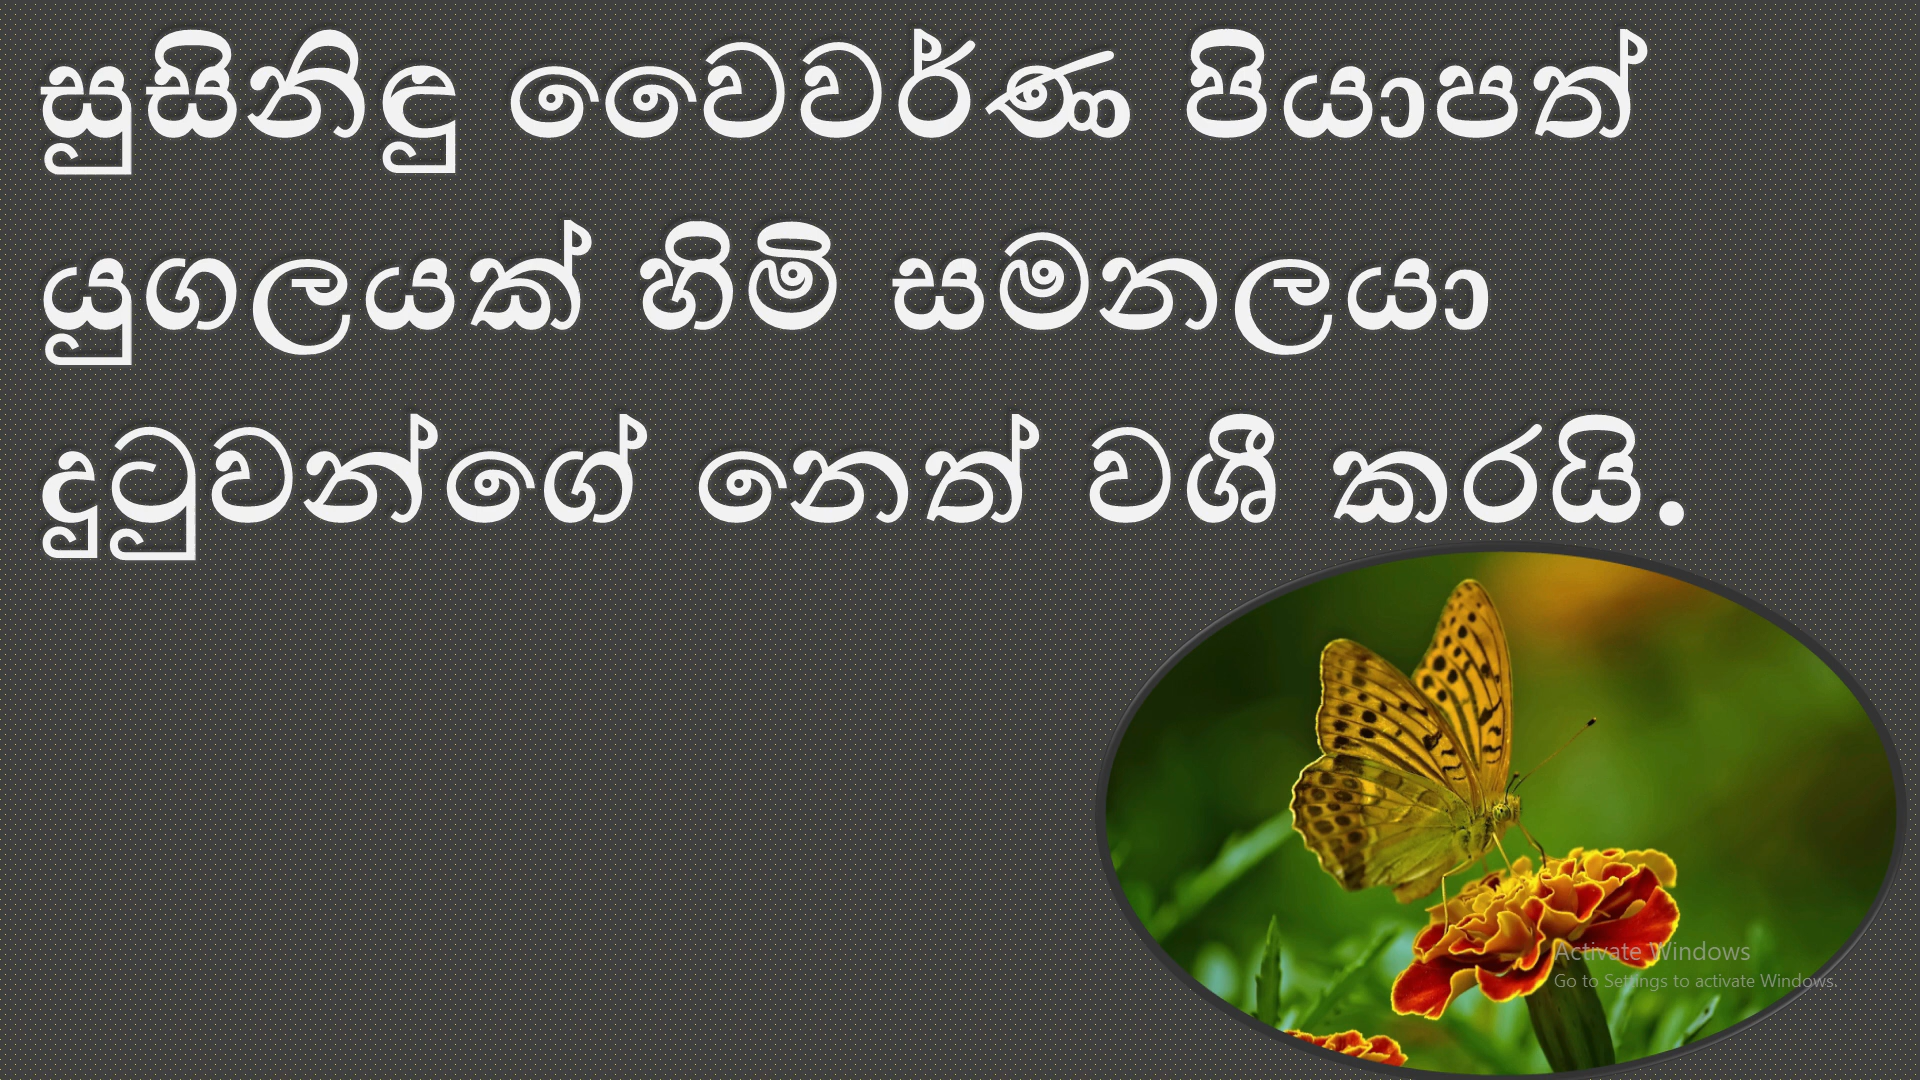 සුසිනිඳු වෛවර්ණ පියාපත්
යුගලයක් හිමි සමනලයා
දුටුවන්ගේ නෙත් වශී කරයි.
Activate Windows
Go to Settings to activate Windows.